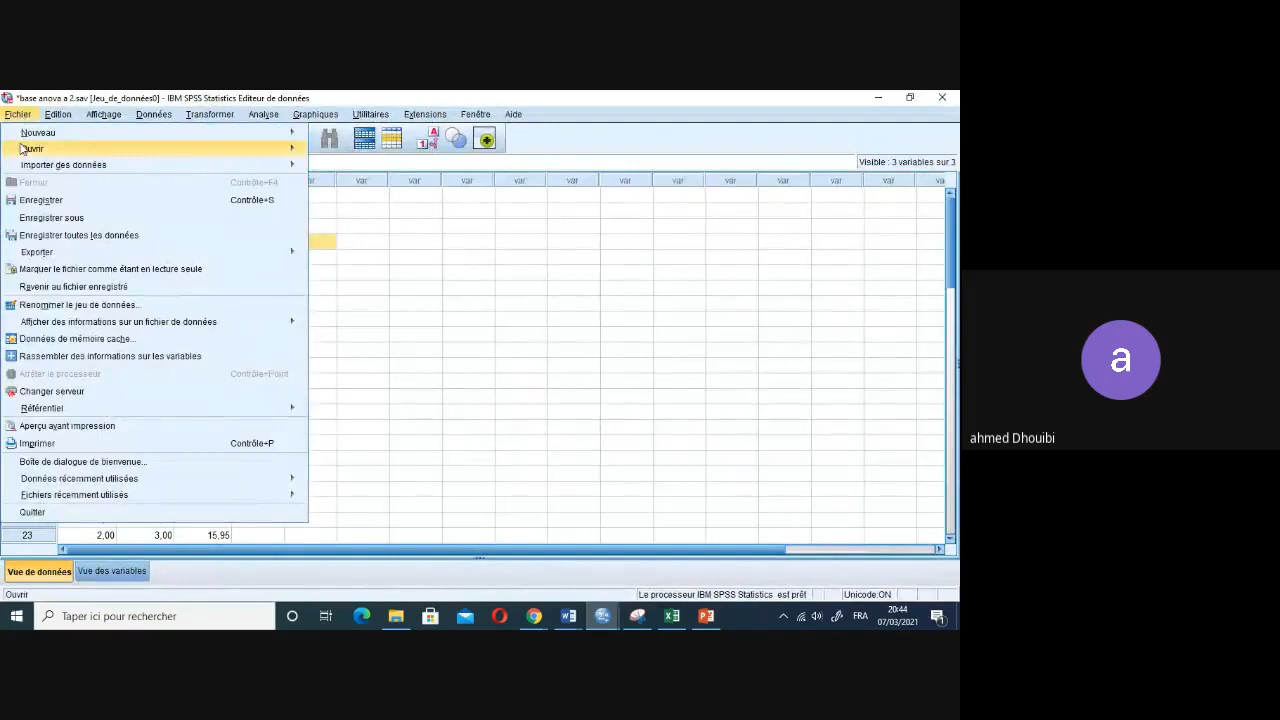 *base anova a 2.sav [Jeu_de_données0] - IBM SPSS Statistics Editeur de données
Fichier Edition Affichage Données Transformer Analyse Graphiques Utilitaires Extensions Fenêtre Aide
Nouveau
Ouvrir
Importer des données
Visible : 3 variables sur 3
var var var var var var var var var var var va
Fermer Contrôle+F4
Enregistrer Contrôle+S
Enregistrer sous
Enregistrer toutes les données
Exporter
Marquer le fichier comme étant en lecture seule
Revenir au fichier enregistré
Renommer le jeu de données...
Afficher des informations sur un fichier de données
Données de mémoire cache...
Rassembler des informations sur les variables
Arrêter le processeur Contrôle+Point
Changer serveur
Référentiel
Aperçu avant impression
Imprimer Contrôle+P
Boîte de dialogue de bienvenue...
Données récemment utilisées
Fichiers récemment utilisés
Quitter
23 2,00 3,00 15,95
Vue de données Vue des variables
Ouvrir Le processeur IBM SPSS Statistics est prêt Unicode:ON
Taper ici pour rechercher
FRA
20:44
07/03/2021
1
a
ahmed Dhouibi